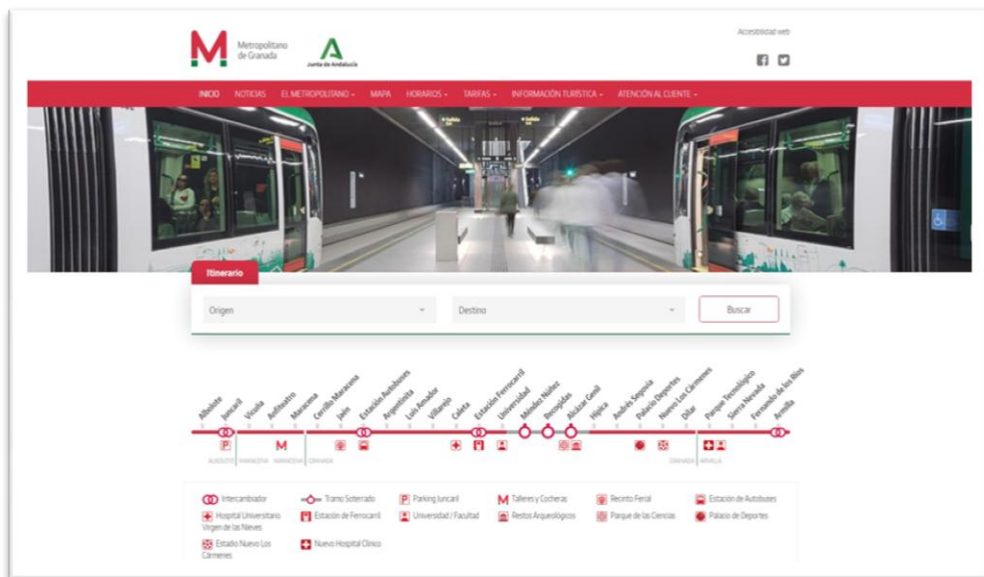 Accesibilidad web
Metropolitano
de Granada
Junta de Andalucía
INICIO NOTICIAS EL METROPOLITANO MAPA HORARIOS TARIFAS INFORMACIÓN TURÍSTICA ATENCIÓN AL CLIENTE
Itinerario
Origen Destino Buscar
Albolote
Juncaril
Vicuña
Anfiteatro
Maracena
Cerrillo Maracena
Jaén
Estación Autobuses
Argentinita
Luis Amador
Villarejo
Caleta
Estación Ferrocarril
Universidad
Méndez Núñez
Recogidas
Alcázar Genil
Hípica
Andrés Segovia
Palacio Deportes
Nuevo Los Cármenes
Dílar
Parque Tecnológico
Sierra Nevada
Fernando de los Ríos
Armilla
ALBOLOTE MARACENA MARACENA GRANADA GRANADA ARMILLA
Intercambiador Tramo Soterrado P Parking Juncaril M Talleres y Cocheras Recinto Ferial Estación de Autobuses
Hospital Universitario Estación de Ferrocarril Universidad / Facultad Restos Arqueológicos Parque de las Ciencias Palacio de Deportes
Virgen de las Nieves
Estadio Nuevo Los Nuevo Hospital Clínico
Cármenes